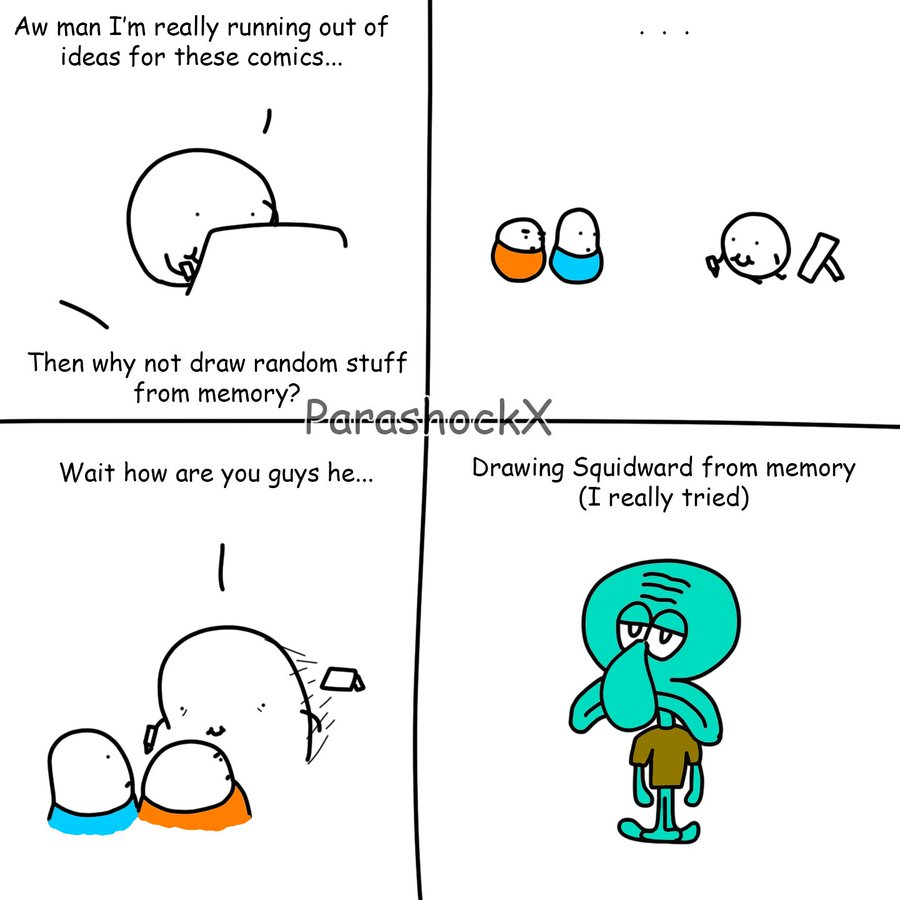 Aw man I'm really running out of
ideas for these comics...
Then why not draw random stuff
from memory?
. . .
ParashockX
Wait how are you guys he...
Drawing Squidward from memory
(I really tried)